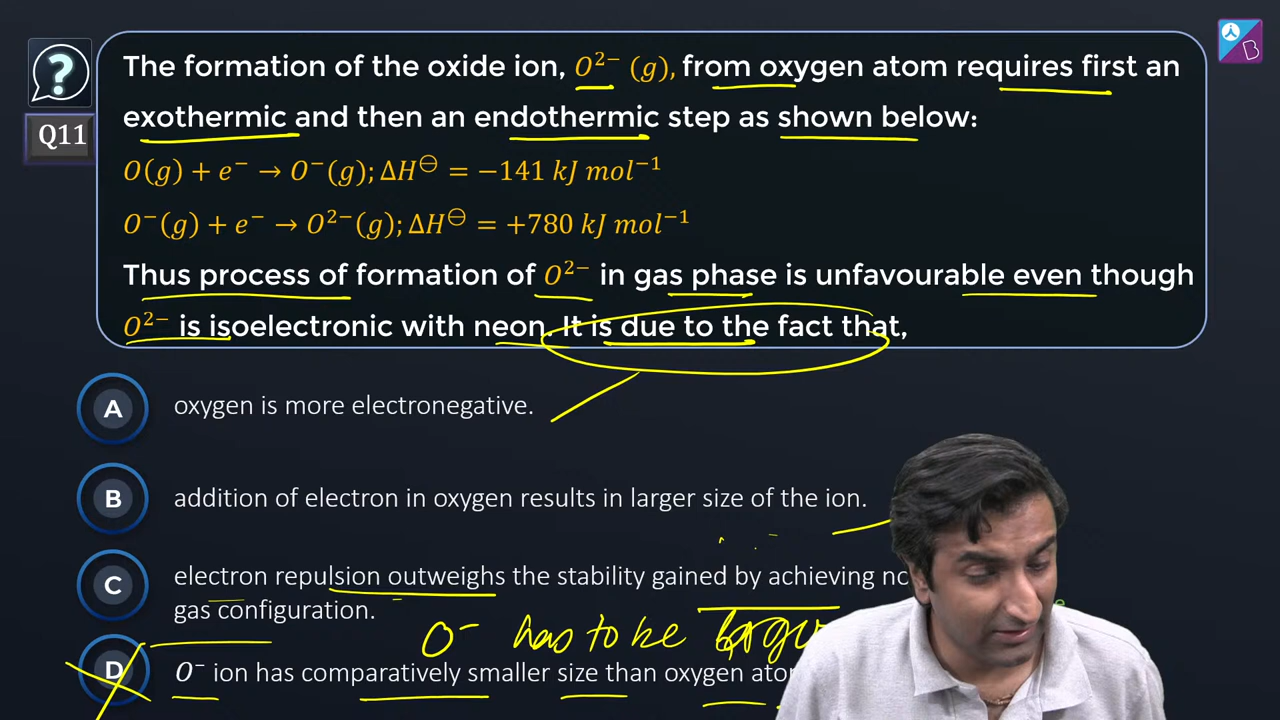 The formation of the oxide ion, O²⁻ (g), from oxygen atom requires first an
Q11
exothermic and then an endothermic step as shown below:
O(g) + e⁻ → O⁻(g); ΔH⊖ = −141 kJ mol⁻¹
O⁻(g) + e⁻ → O²⁻(g); ΔH⊖ = +780 kJ mol⁻¹
Thus process of formation of O²⁻ in gas phase is unfavourable even though
O²⁻ is isoelectronic with neon. It is due to the fact that,
A oxygen is more electronegative.
B addition of electron in oxygen results in larger size of the ion.
C electron repulsion outweighs the stability gained by achieving
gas configuration.
O⁻ has to be
D O⁻ ion has comparatively smaller size than oxygen